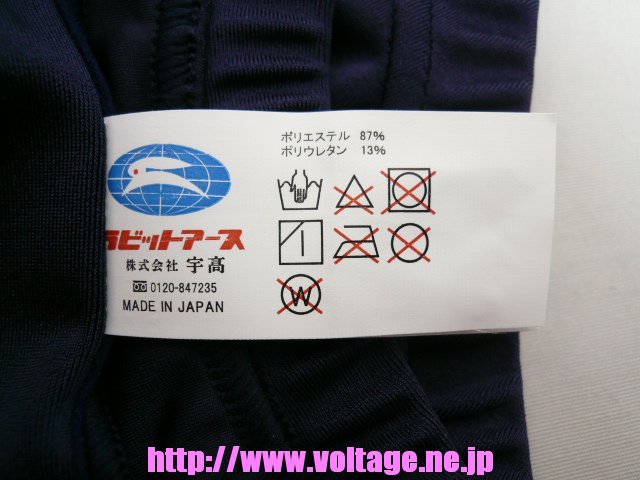 ポリエステル 87%
ポリウレタン 13%
ラビットアース
株式会社 宇高
0120-847235
MADE IN JAPAN
W
http://www.voltage.ne.jp